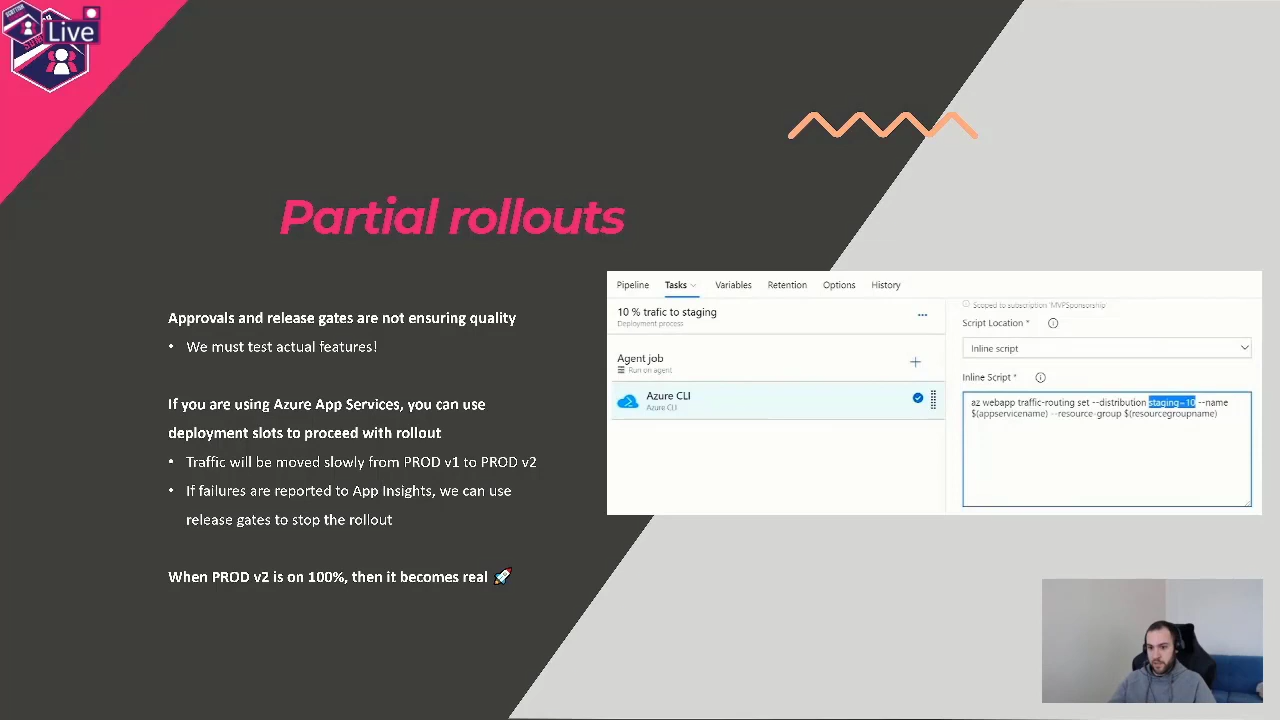 Live
Partial rollouts
Approvals and release gates are not ensuring quality
• We must test actual features!
If you are using Azure App Services, you can use
deployment slots to proceed with rollout
• Traffic will be moved slowly from PROD v1 to PROD v2
• If failures are reported to App Insights, we can use
release gates to stop the rollout
When PROD v2 is on 100%, then it becomes real 🚀
Pipeline Tasks Variables Retention Options History
10 % trafic to staging
Deployment process
Agent job
Run on agent
Azure CLI
Azure CLI
Scoped to subscription 'MVPSponsorship'
Script Location *
Inline script
Inline Script *
az webapp traffic-routing set --distribution staging=10 --name
$(appservicename) --resource-group $(resourcegroupname)